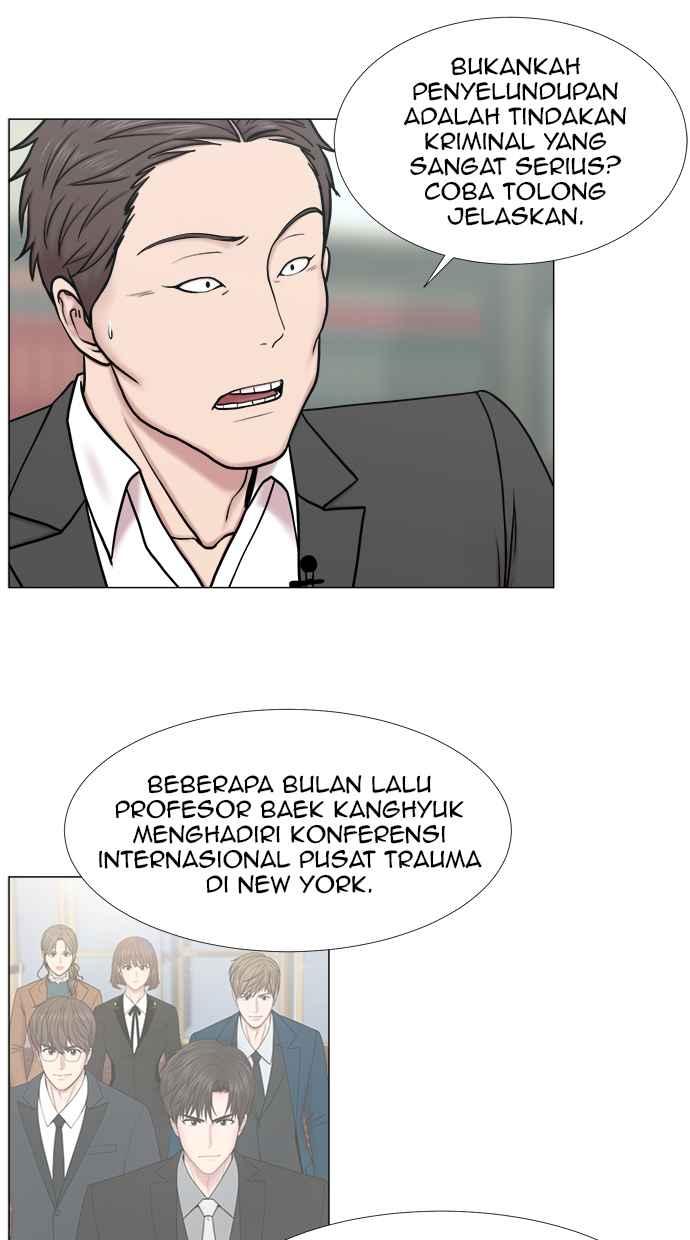 BUKANKAH
PENYELUNDUPAN
ADALAH TINDAKAN
KRIMINAL YANG
SANGAT SERIUS?
COBA TOLONG
JELASKAN.
BEBERAPA BULAN LALU
PROFESOR BAEK KANGHYUK
MENGHADIRI KONFERENSI
INTERNASIONAL PUSAT TRAUMA
DI NEW YORK.